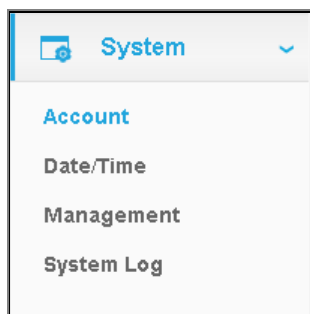 System
Account
Date/Time
Management
System Log